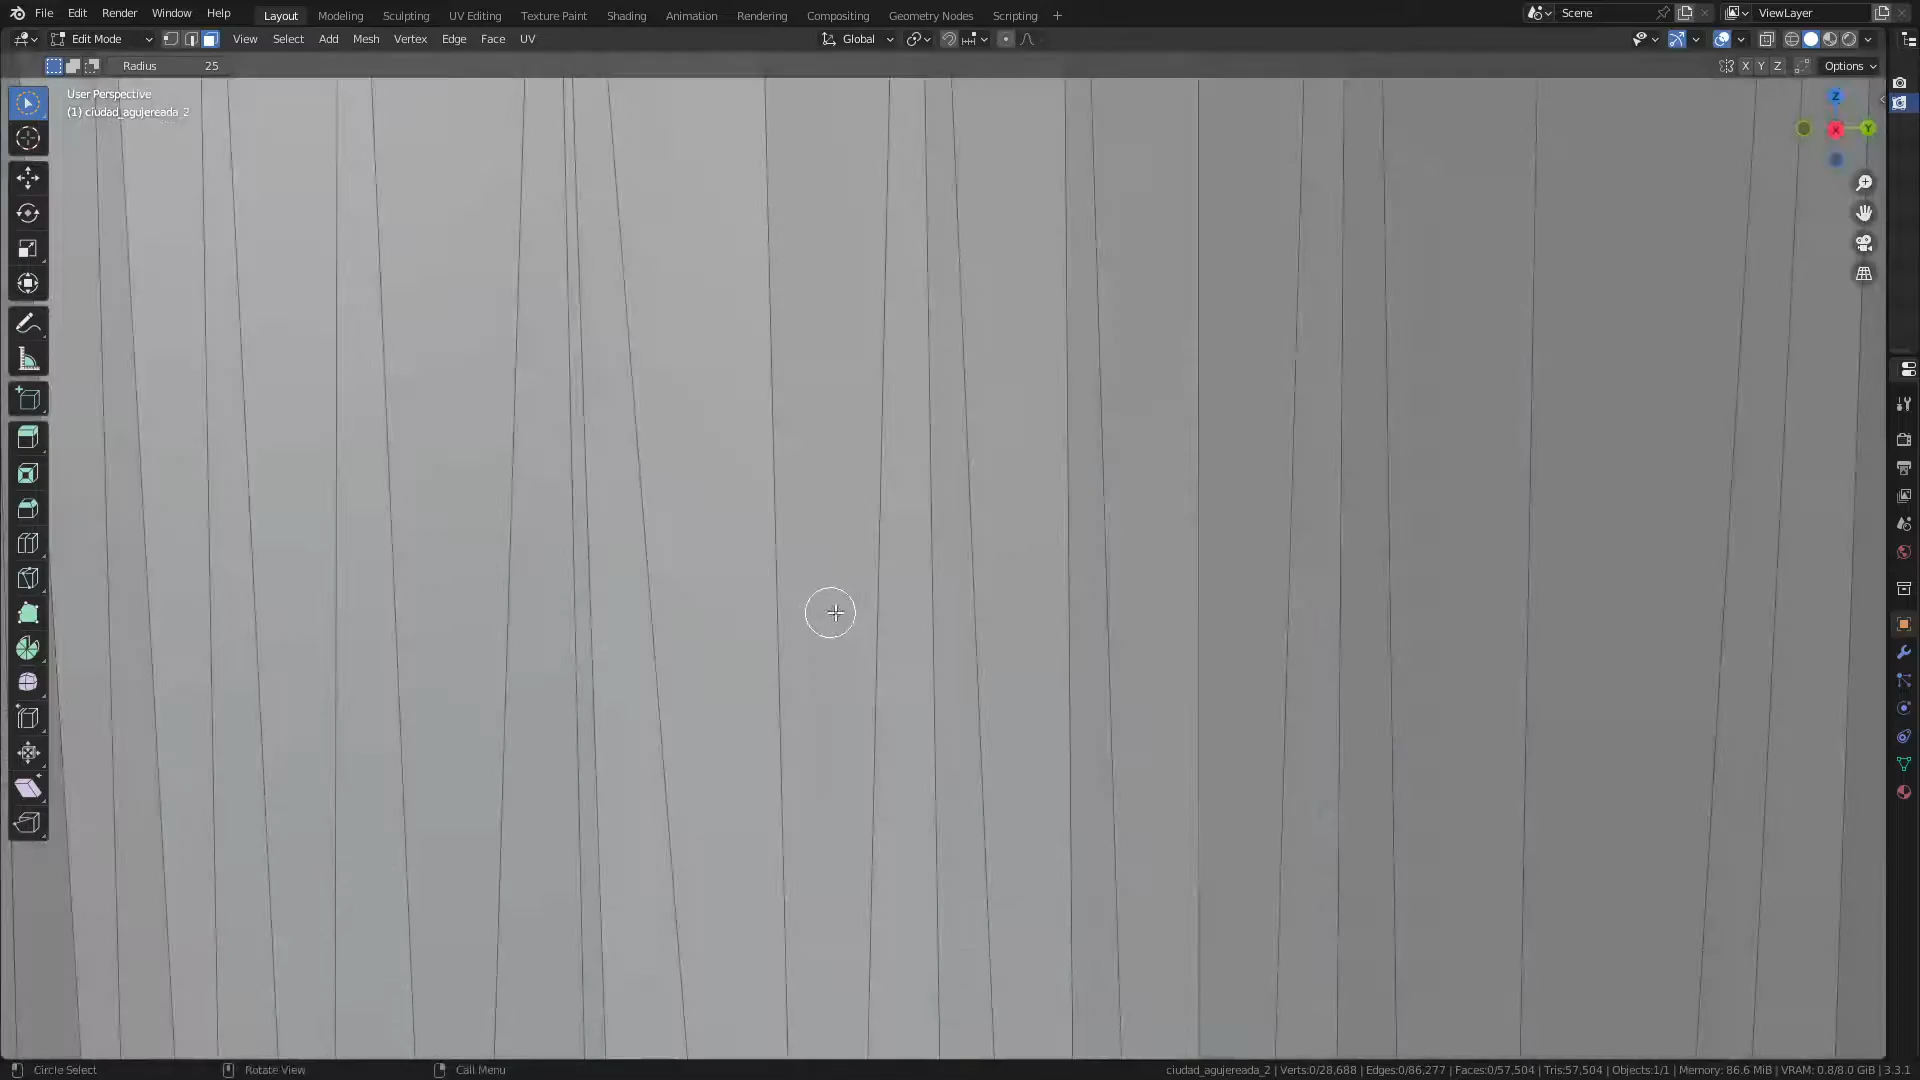 File Edit Render Window Help Layout Modeling Sculpting UV Editing Texture Paint Shading Animation Rendering Compositing Geometry Nodes Scripting + Scene ViewLayer
Edit Mode View Select Add Mesh Vertex Edge Face UV Global
Radius 25 X Y Z Options
User Perspective
(1) ciudad_agujereada_2
Z
X Y
Circle Select Rotate View Call Menu ciudad_agujereada_2 | Verts:0/28,688 | Edges:0/86,277 | Faces:0/57,504 | Tris:57,504 | Objects:1/1 | Memory: 86.6 MiB | VRAM: 0.8/8.0 GiB | 3.3.1